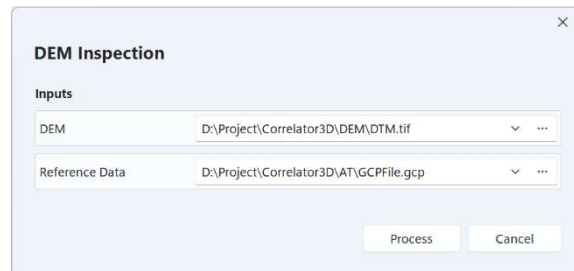 DEM Inspection
Inputs
DEM D:\Project\Correlator3D\DEM\DTM.tif
Reference Data D:\Project\Correlator3D\AT\GCPFile.gcp
Process Cancel